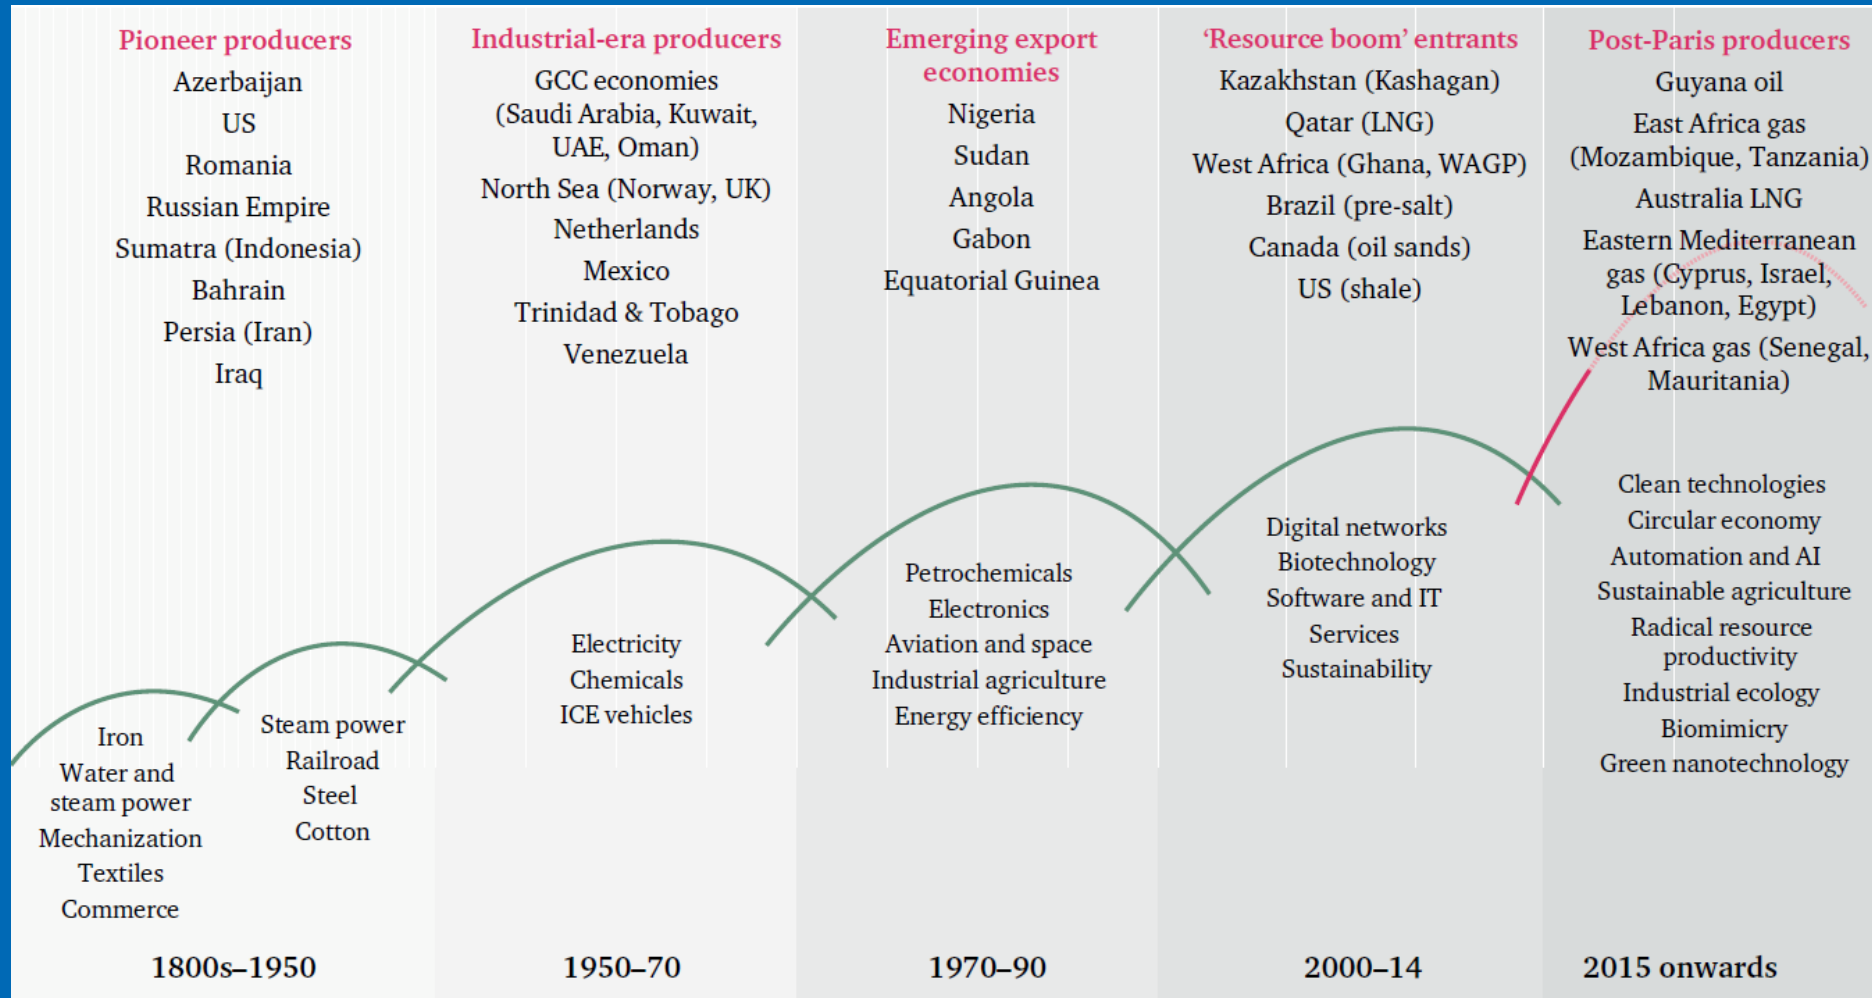 Pioneer producers
Azerbaijan
US
Romania
Russian Empire
Sumatra (Indonesia)
Bahrain
Persia (Iran)
Iraq
Industrial-era producers
GCC economies
(Saudi Arabia, Kuwait,
UAE, Oman)
North Sea (Norway, UK)
Netherlands
Mexico
Trinidad & Tobago
Venezuela
Emerging export
economies
Nigeria
Sudan
Angola
Gabon
Equatorial Guinea
‘Resource boom’ entrants
Kazakhstan (Kashagan)
Qatar (LNG)
West Africa (Ghana, WAGP)
Brazil (pre-salt)
Canada (oil sands)
US (shale)
Post-Paris producers
Guyana oil
East Africa gas
(Mozambique, Tanzania)
Australia LNG
Eastern Mediterranean
gas (Cyprus, Israel,
Lebanon, Egypt)
West Africa gas (Senegal,
Mauritania)
Iron
Water and
steam power
Mechanization
Textiles
Commerce
Steam power
Railroad
Steel
Cotton
Electricity
Chemicals
ICE vehicles
Petrochemicals
Electronics
Aviation and space
Industrial agriculture
Energy efficiency
Digital networks
Biotechnology
Software and IT
Services
Sustainability
Clean technologies
Circular economy
Automation and AI
Sustainable agriculture
Radical resource
productivity
Industrial ecology
Biomimicry
Green nanotechnology
1800s–1950
1950–70
1970–90
2000–14
2015 onwards